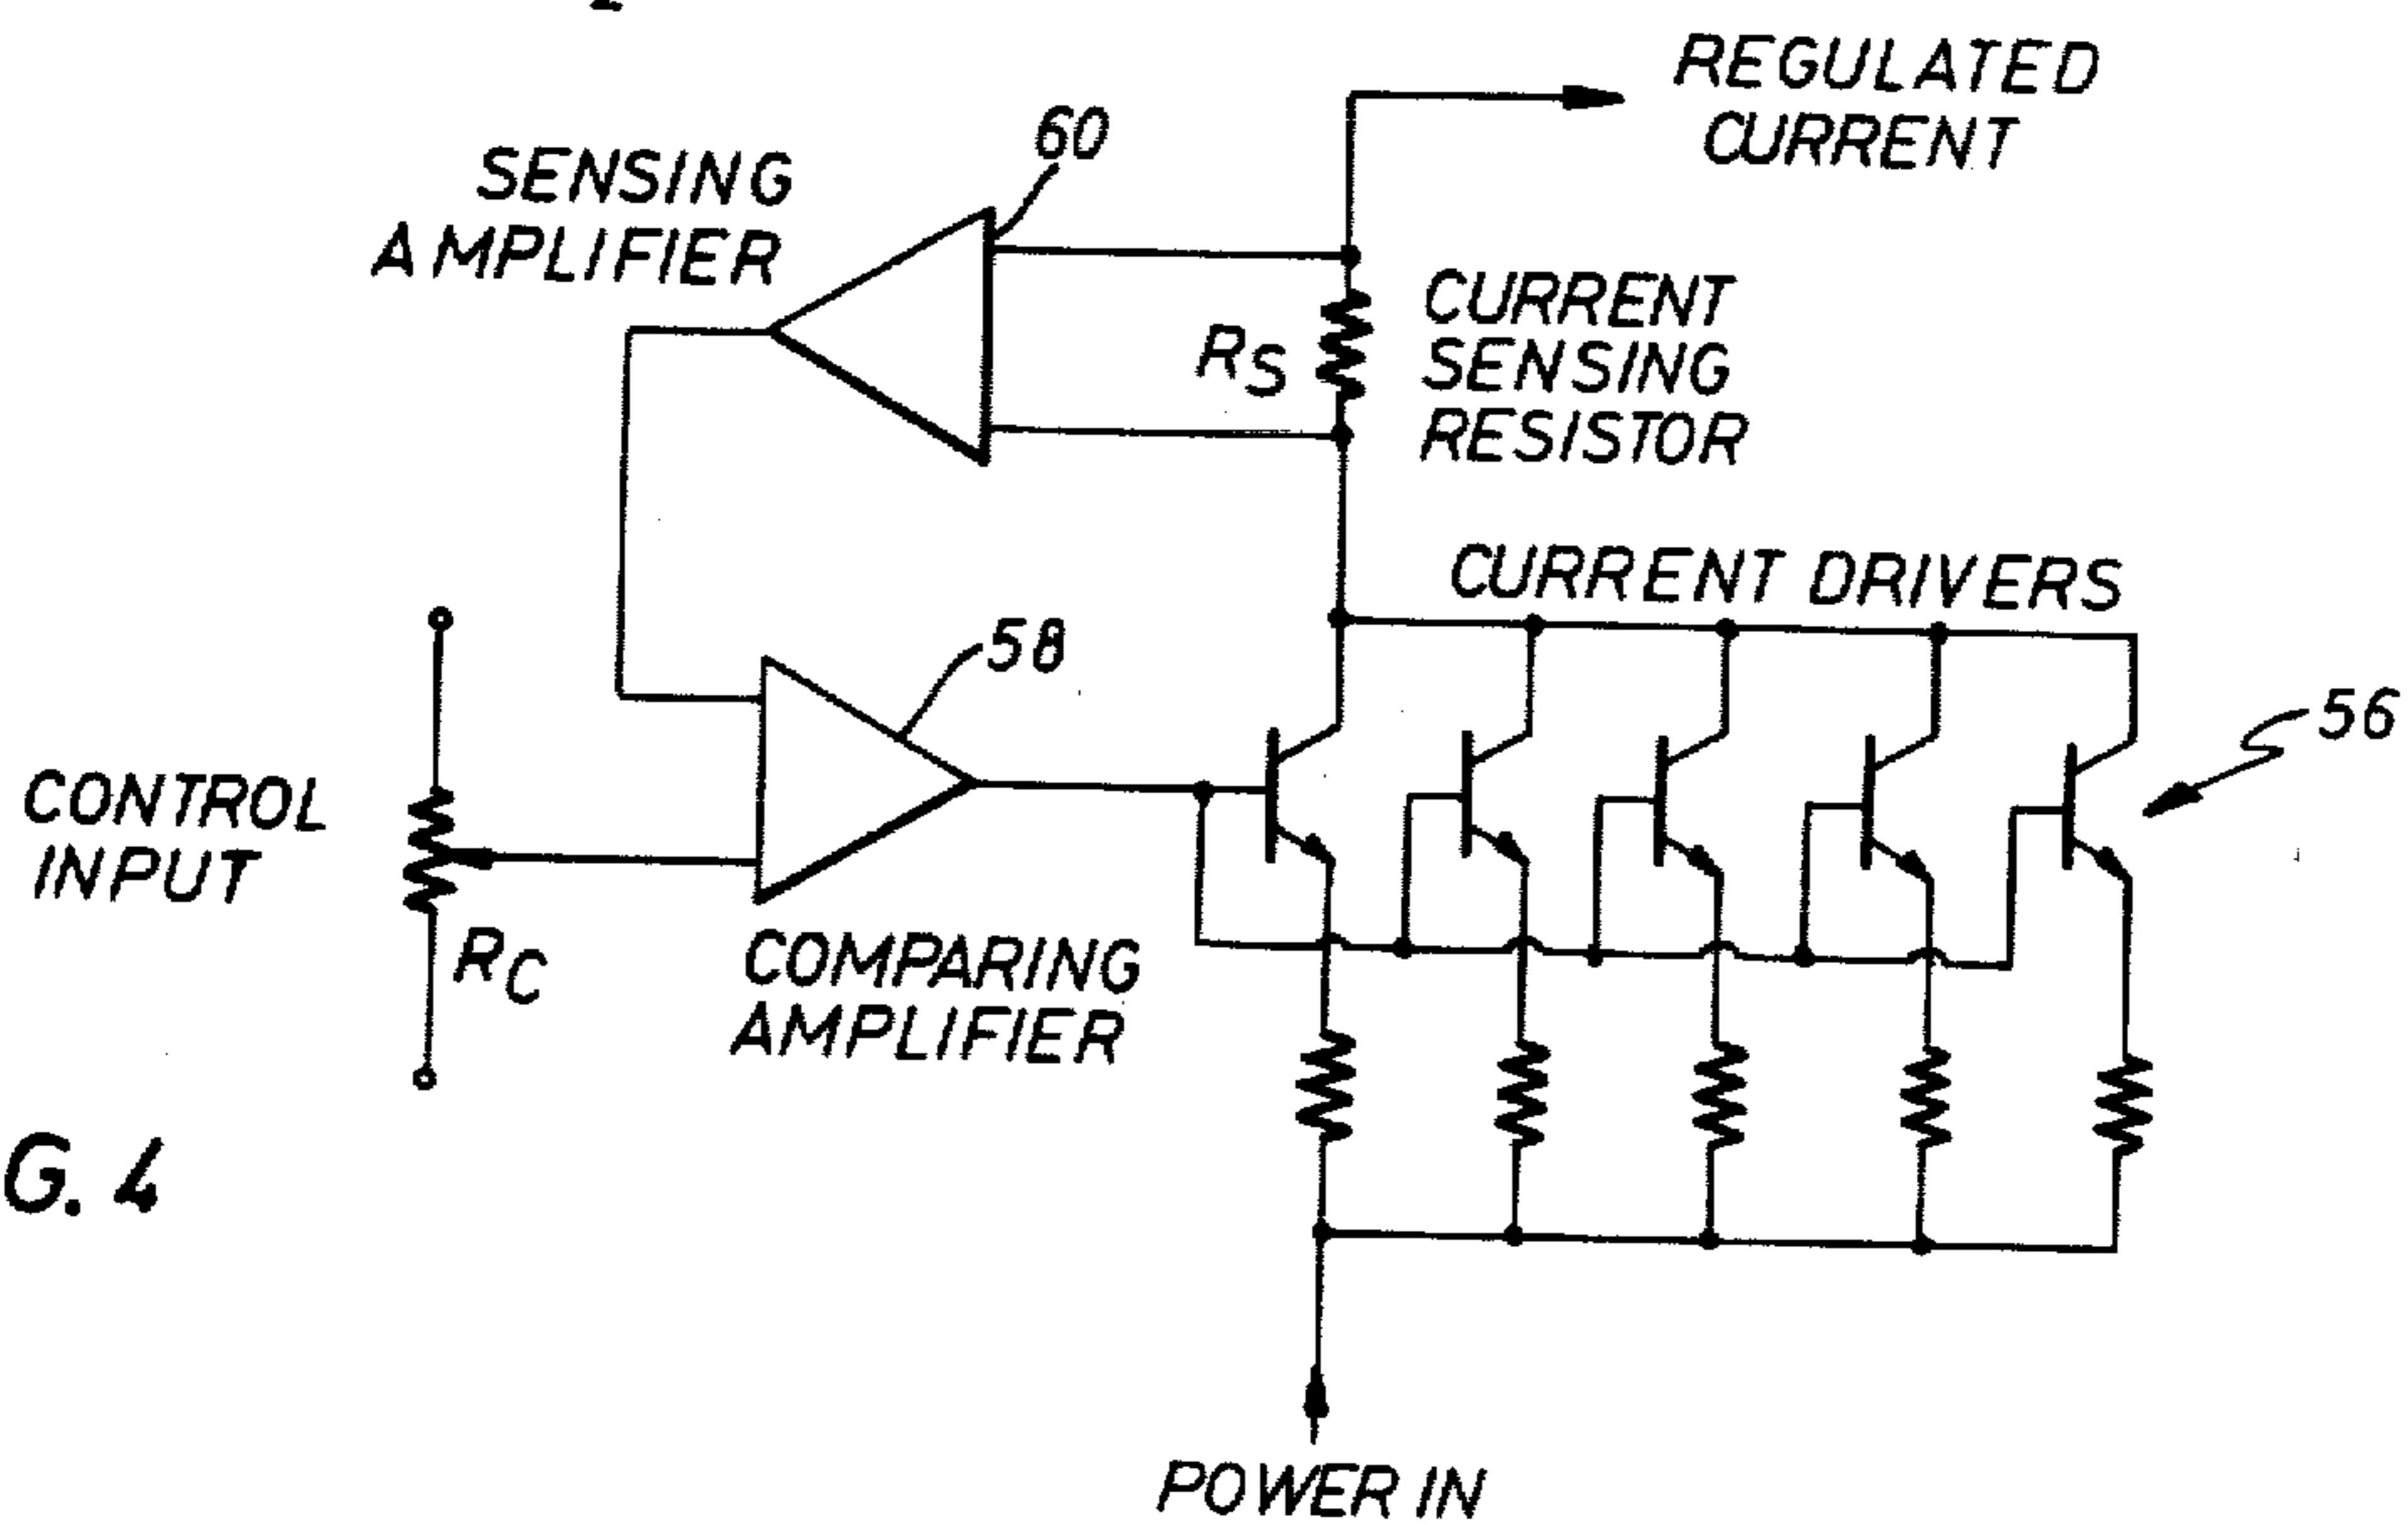 REGULATED
CURRENT
60
SENSING
AMPLIFIER
RS
CURRENT
SENSING
RESISTOR
CURRENT DRIVERS
58
56
CONTROL
INPUT
RC
COMPARING
AMPLIFIER
G. 4
POWER IN